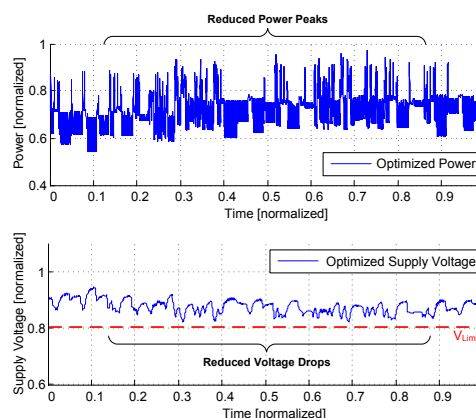 Reduced Power Peaks
Power [normalized]
1
0.8
0.6
0.4
0 0.1 0.2 0.3 0.4 0.5 0.6 0.7 0.8 0.9
Time [normalized]
Optimized Power
Supply Voltage [normalized]
1
0.8
0.6
Optimized Supply Voltage
VLim
Reduced Voltage Drops
0 0.1 0.2 0.3 0.4 0.5 0.6 0.7 0.8 0.9
Time [normalized]